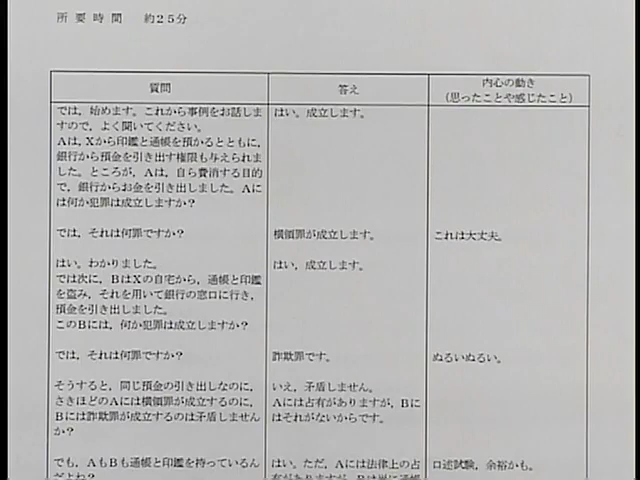 所要時間　約２５分
質問　答え　内心の動き
（思ったことや感じたこと）
では，始めます。これから事例をお話しま　はい。成立します。
すので，よく聞いてください。
Ａは，Ｘから印鑑と通帳を預かるとともに，
銀行から預金を引き出す権限も与えられま
した。ところが，Ａは，自ら費消する目的
で，銀行からお金を引き出しました。Ａに
は何か犯罪は成立しますか？
では，それは何罪ですか？　横領罪が成立します。　これは大丈夫。
はい。わかりました。　はい，成立します。
では次に，ＢはＸの自宅から，通帳と印鑑
を盗み，それを用いて銀行の窓口に行き，
預金を引き出しました。
このＢには，何か犯罪は成立しますか？
では，それは何罪ですか？　詐欺罪です。　ぬるいぬるい。
そうすると，同じ預金の引き出しなのに，　いえ，矛盾しません。
さきほどのＡには横領が成立するのに，　Ａには占有がありますが，Ｂに
Ｂには詐欺罪が成立するのは矛盾しません　はそれがないからです。
か？
でも，ＡもＢも通帳と印鑑を持っているん　はい。ただ，Ａには法律上の占　口述試験，余裕かも。
だよね？　有がありますが，Ｂは単に通帳